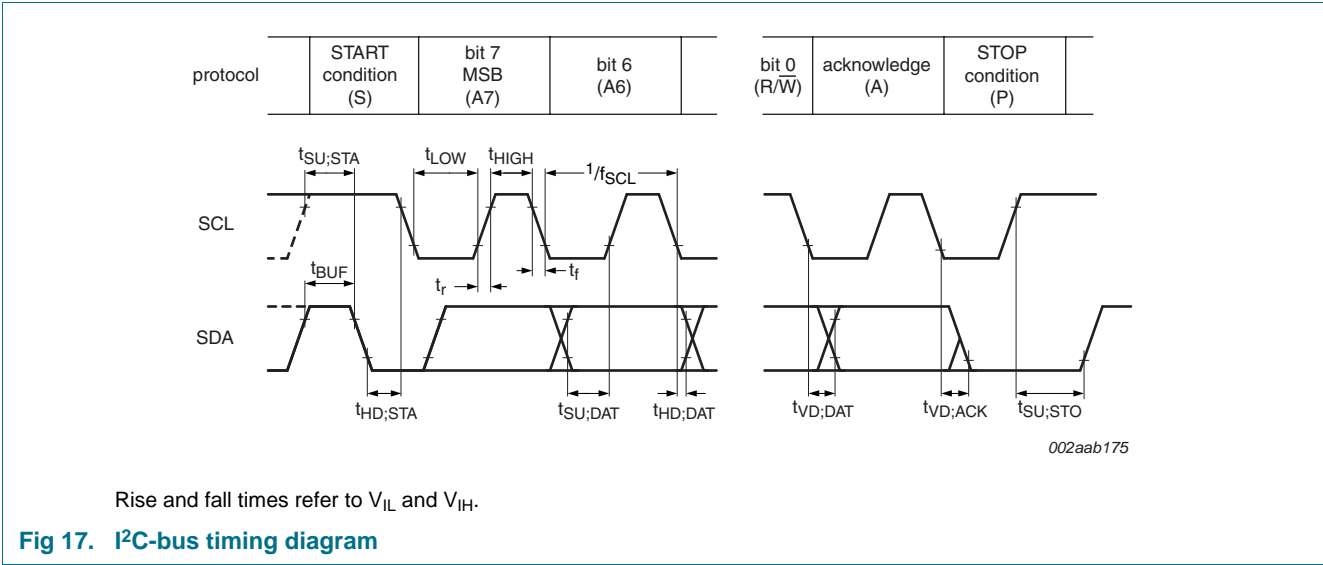 protocol
START
condition
(S)
bit 7
MSB
(A7)
bit 6
(A6)
bit 0
(R/W̅)
acknowledge
(A)
STOP
condition
(P)
tSU;STA
tLOW
tHIGH
1/fSCL
SCL
tBUF
tr
tf
SDA
tHD;STA
tSU;DAT
tHD;DAT
tVD;DAT
tVD;ACK
tSU;STO
002aab175
Rise and fall times refer to VIL and VIH.
Fig 17. I²C-bus timing diagram